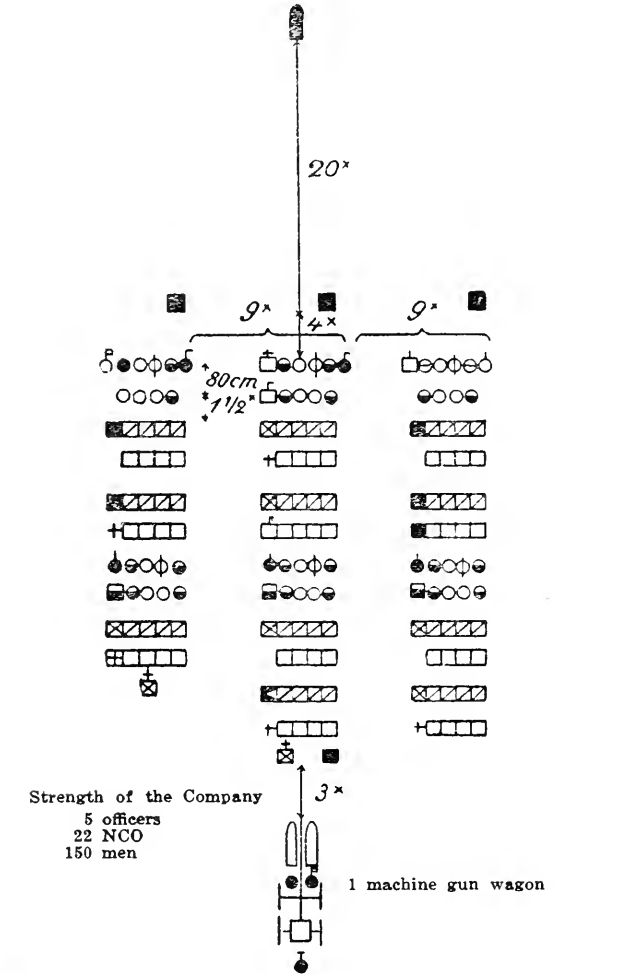 20ˣ
9ˣ
4ˣ
9ˣ
80cm
1 1/2ˣ
3ˣ
Strength of the Company
5 officers
22 NCO
150 men
1 machine gun wagon